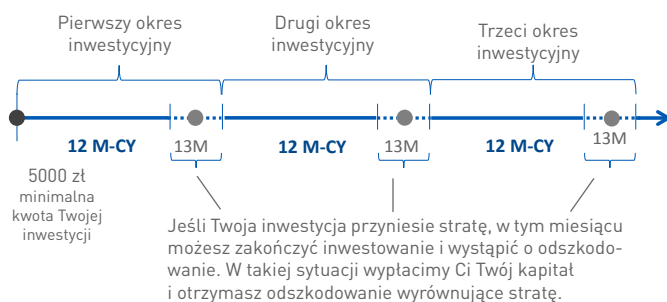 Pierwszy okres
inwestycyjny
Drugi okres
inwestycyjny
Trzeci okres
inwestycyjny
12 M-CY
13M
12 M-CY
13M
12 M-CY
13M
5000 zł
minimalna
kwota Twojej
inwestycji
Jeśli Twoja inwestycja przyniesie stratę, w tym miesiącu
możesz zakończyć inwestowanie i wystąpić o odszkodo-
wanie. W takiej sytuacji wypłacimy Ci Twój kapitał
i otrzymasz odszkodowanie wyrównujące stratę.